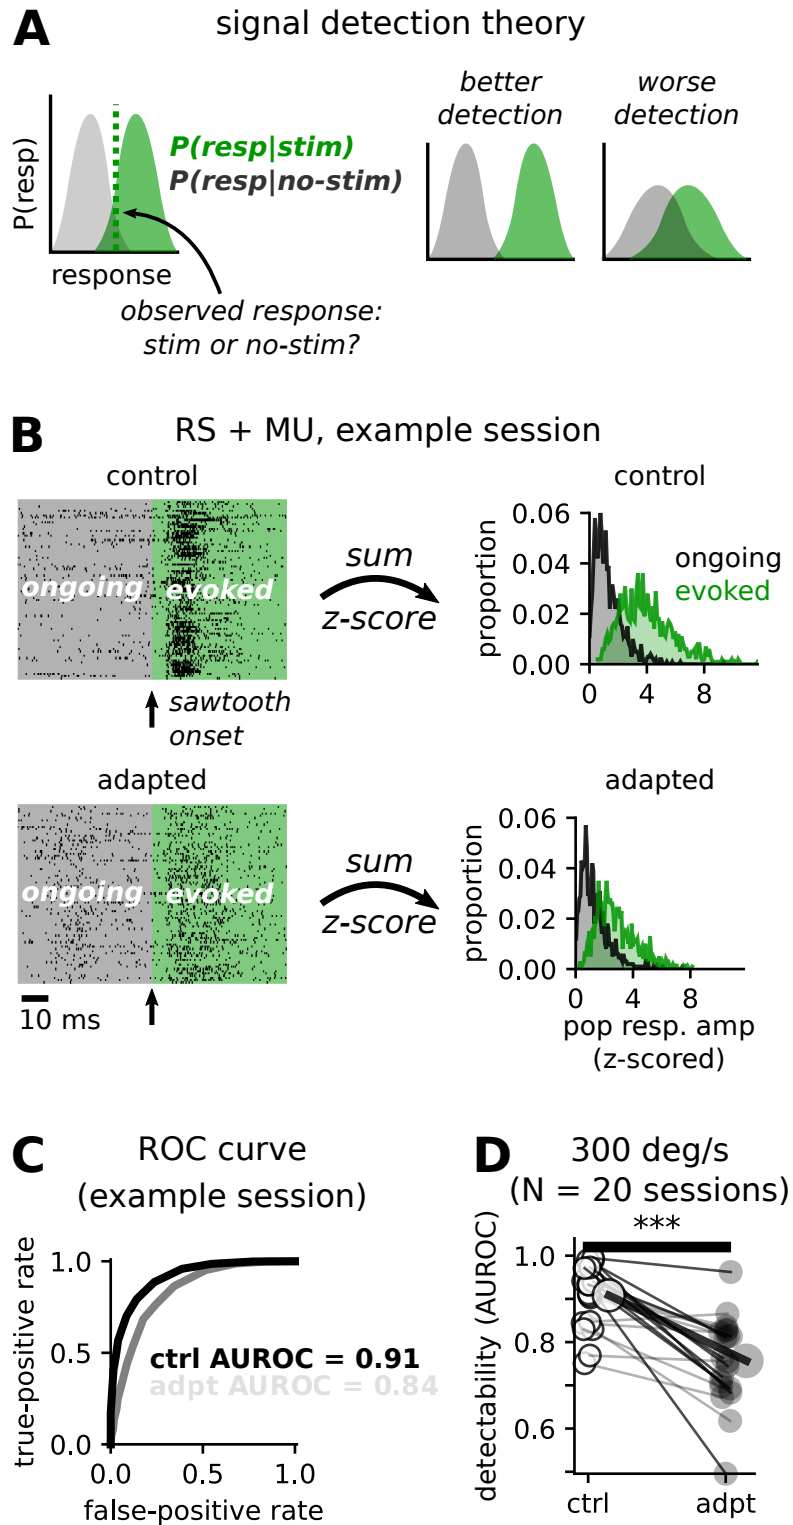 A
signal detection theory
P(resp)
response
P(resp|stim)
P(resp|no-stim)
observed response:
stim or no-stim?
better
detection
worse
detection
B
RS + MU, example session
control
ongoing
evoked
sawtooth
onset
sum
z-score
control
proportion
0.06
0.04
0.02
0.00
0
4
8
ongoing
evoked
adapted
ongoing
evoked
10 ms
sum
z-score
adapted
proportion
0.06
0.04
0.02
0.00
0
4
8
pop resp. amp
(z-scored)
C
ROC curve
(example session)
true-positive rate
1.0
0.5
0.0
0.0
0.5
1.0
false-positive rate
ctrl AUROC = 0.91
adpt AUROC = 0.84
D
300 deg/s
(N = 20 sessions)
***
detectability (AUROC)
1.0
0.8
0.6
ctrl
adpt